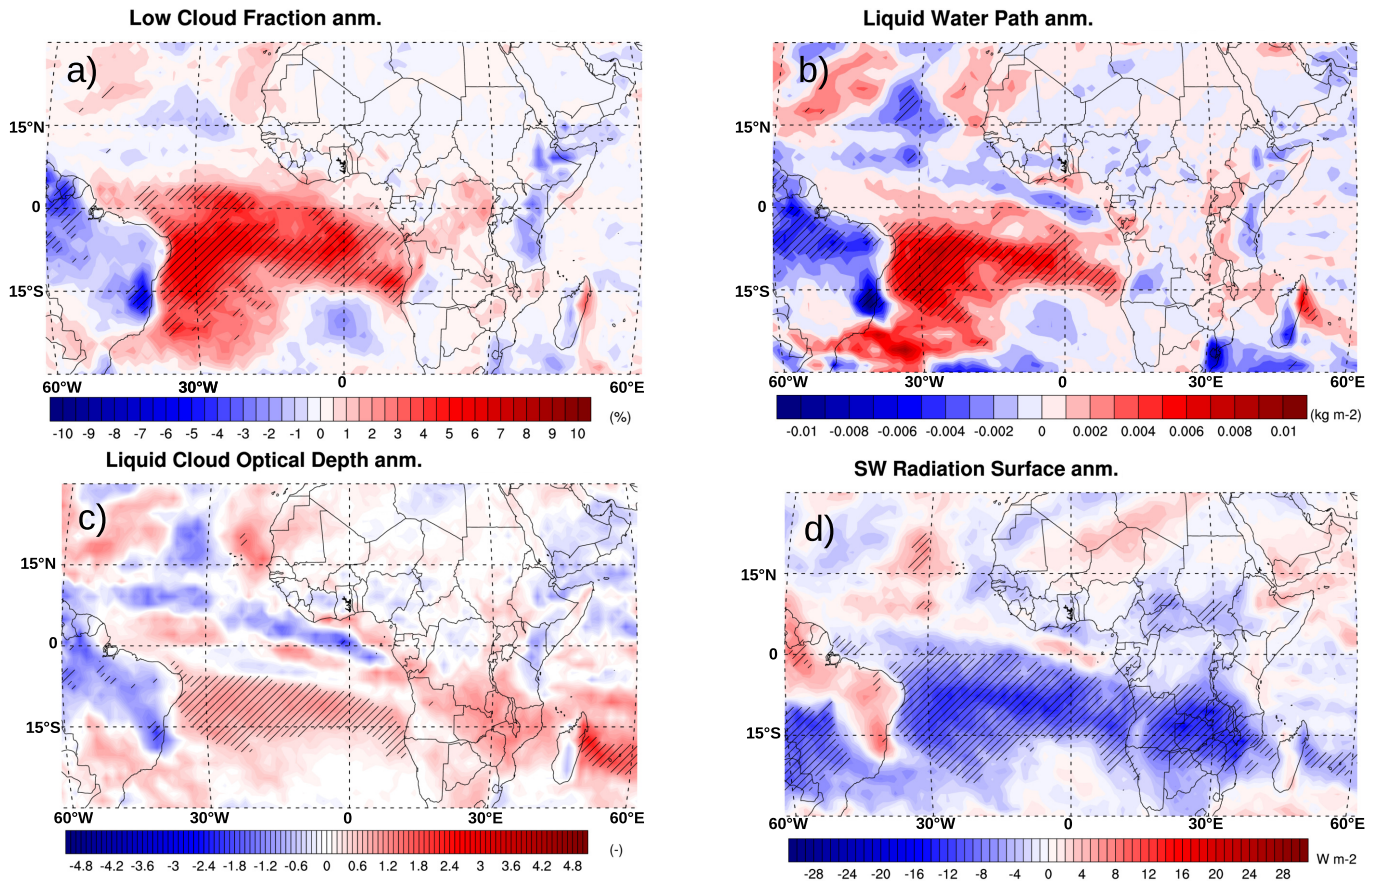 Low Cloud Fraction anm.
Liquid Water Path anm.
a)
b)
15°N
0
15°S
60°W 30°W 0 60°E
15°N
0
15°S
60°W 30°W 0 30°E 60°E
-10 -9 -8 -7 -6 -5 -4 -3 -2 -1 0 1 2 3 4 5 6 7 8 9 10 (%)
-0.01 -0.008 -0.006 -0.004 -0.002 0 0.002 0.004 0.006 0.008 0.01 (kg m-2)
Liquid Cloud Optical Depth anm.
SW Radiation Surface anm.
c)
d)
15°N
0
15°S
60°W 30°W 0 30°E 60°E
15°N
0
15°S
60°W 30°W 0 30°E 60°E
-4.8 -4.2 -3.6 -3 -2.4 -1.8 -1.2 -0.6 0 0.6 1.2 1.8 2.4 3 3.6 4.2 4.8 (-)
-28 -24 -20 -16 -12 -8 -4 0 4 8 12 16 20 24 28 W m-2